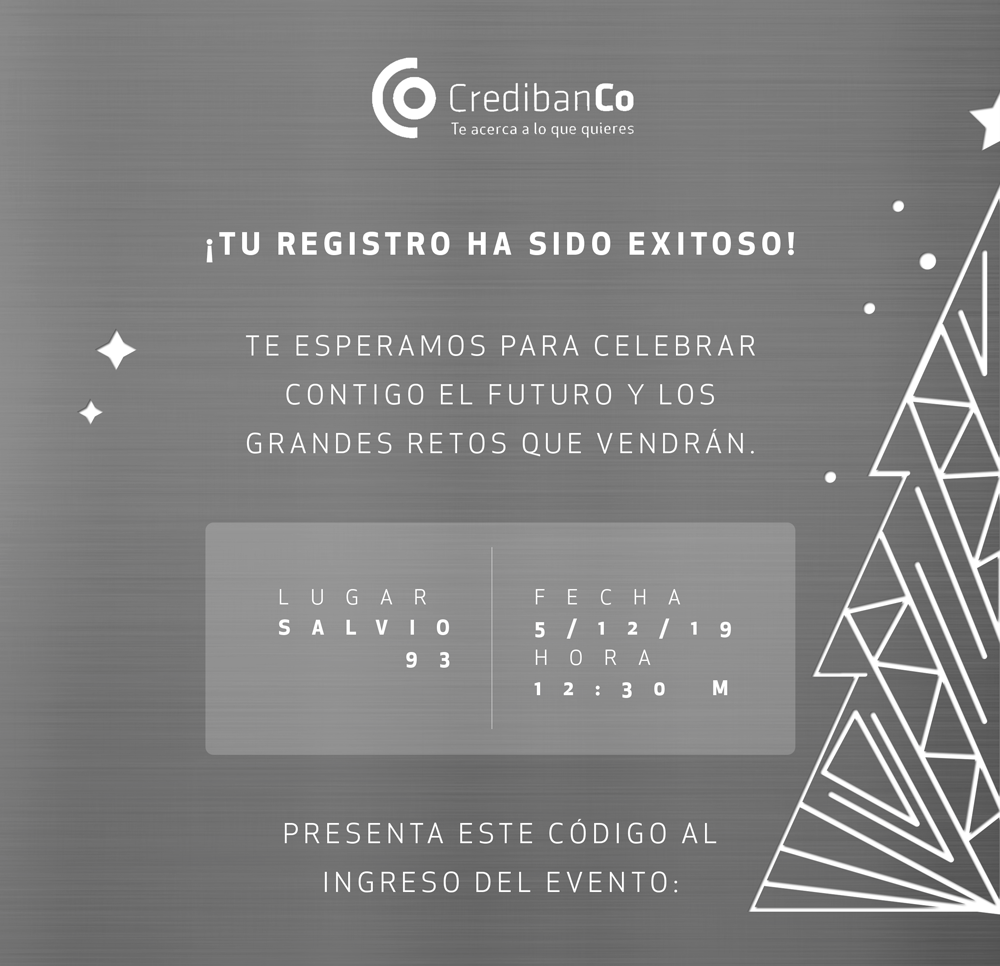 CredibanCo
Te acerca a lo que quieres
¡TU REGISTRO HA SIDO EXITOSO!
TE ESPERAMOS PARA CELEBRAR
CONTIGO EL FUTURO Y LOS
GRANDES RETOS QUE VENDRÁN.
LUGAR
SALVIO
93
FECHA
5/12/19
HORA
12:30 M
PRESENTA ESTE CÓDIGO AL
INGRESO DEL EVENTO: